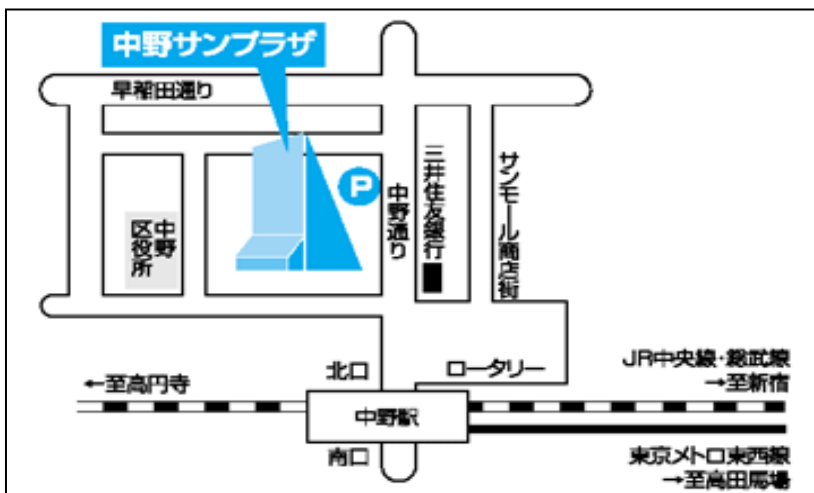 中野サンプラザ
早稲田通り
P
中野
区役所
中野通り
三井住友銀行
サンモール商店街
北口
ロータリー
JR中央線・総武線
→至新宿
←至高円寺
中野駅
南口
東京メトロ東西線
→至高田馬場